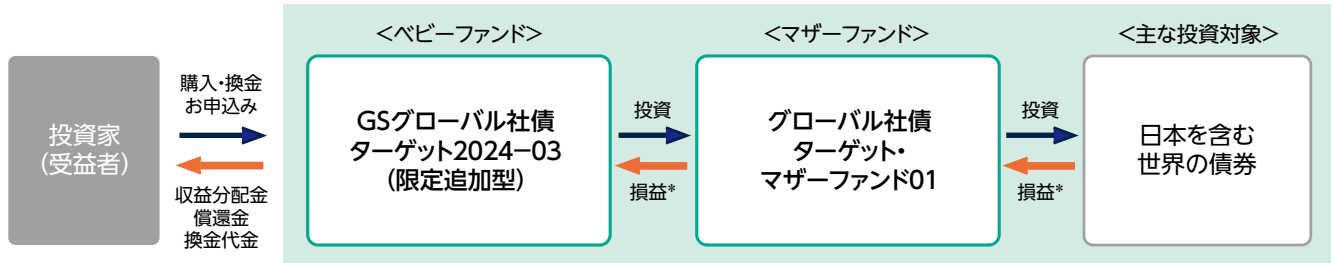 <ベビーファンド>
<マザーファンド>
<主な投資対象>
投資家
(受益者)
購入・換金
お申込み
収益分配金
償還金
換金代金
GSグローバル社債
ターゲット2024−03
(限定追加型)
投資
損益*
グローバル社債
ターゲット・
マザーファンド01
投資
損益*
日本を含む
世界の債券